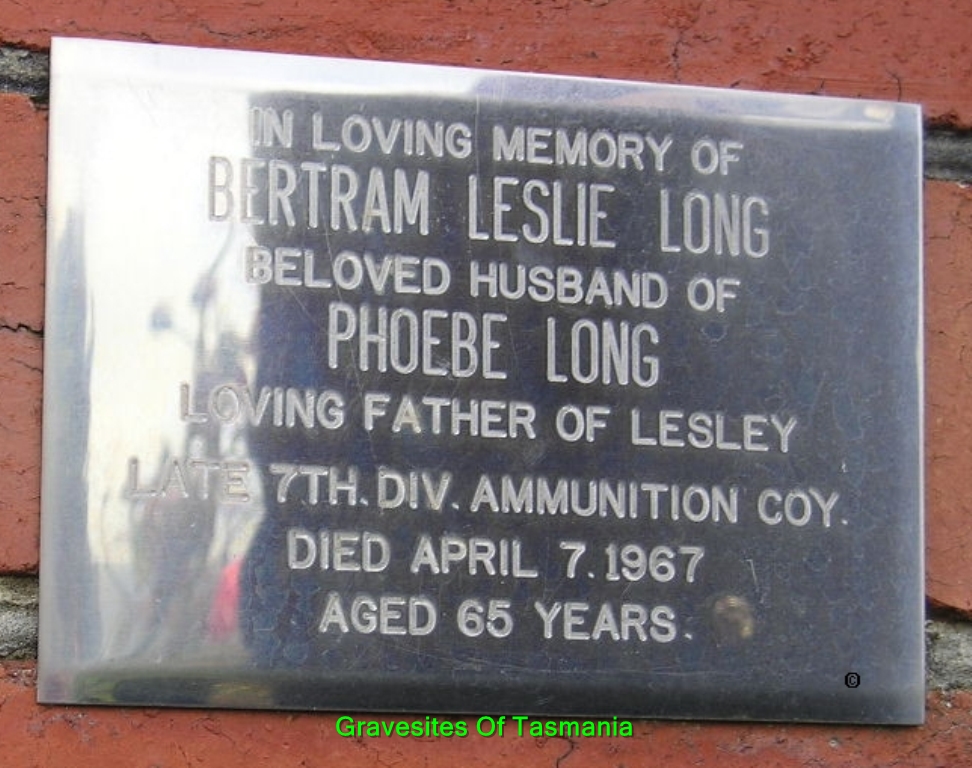 IN LOVING MEMORY OF
BERTRAM LESLIE LONG
BELOVED HUSBAND OF
PHOEBE LONG
LOVING FATHER OF LESLEY
LATE 7TH. DIV. AMMUNITION COY.
DIED APRIL 7. 1967
AGED 65 YEARS.
©
Gravesites Of Tasmania